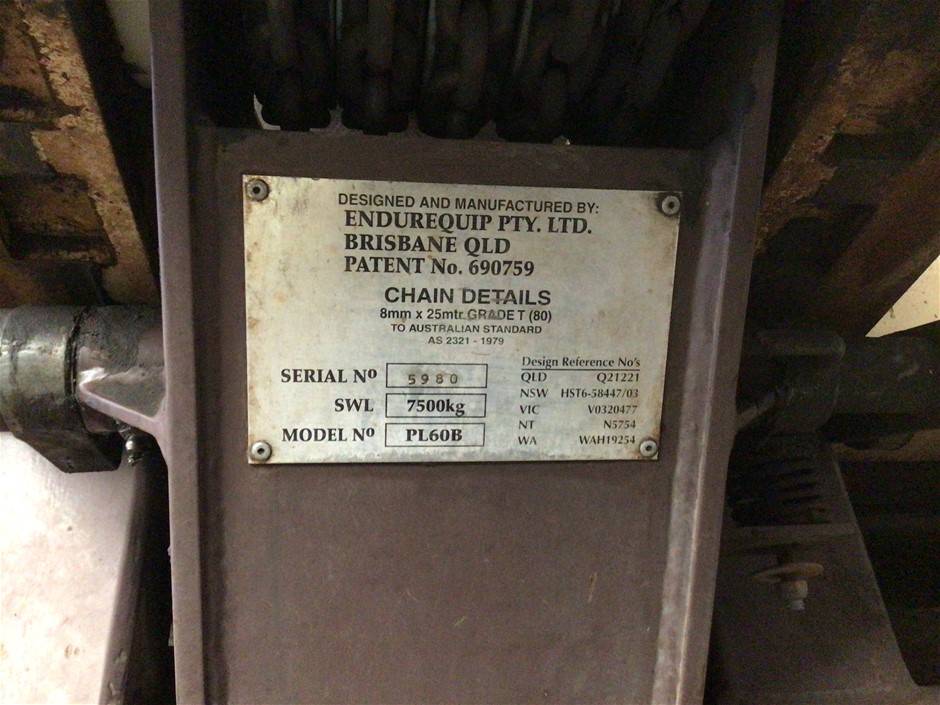 DESIGNED AND MANUFACTURED BY:
ENDUREQUIP PTY. LTD.
BRISBANE QLD
PATENT No. 690759
CHAIN DETAILS
8mm x 25mtr GRADE T (80)
TO AUSTRALIAN STANDARD
AS 2321 - 1979
SERIAL No 5980
SWL 7500kg
MODEL No PL60B
Design Reference No's
QLD Q21221
NSW HST6-58447/03
VIC V0320477
NT N5754
WA WAH19254